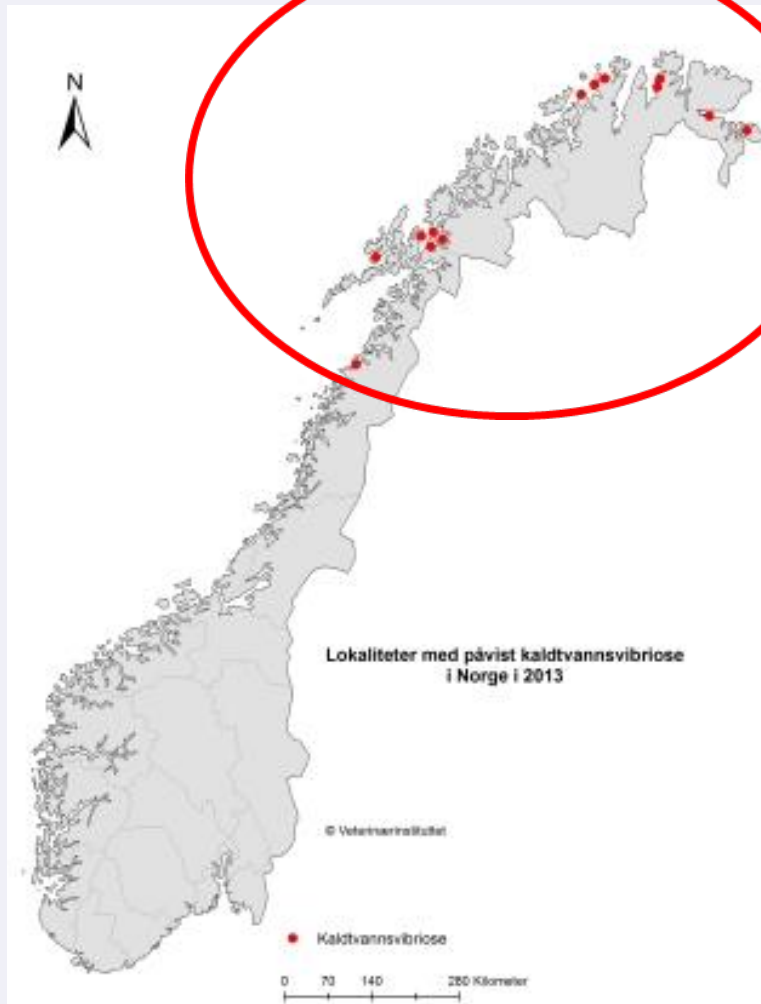 N
Lokaliteter med påvist kaldtvannsvibriose
i Norge i 2013
© Veterinærinstituttet
Kaldtvannsvibriose
0 70 140 280 Kilometer